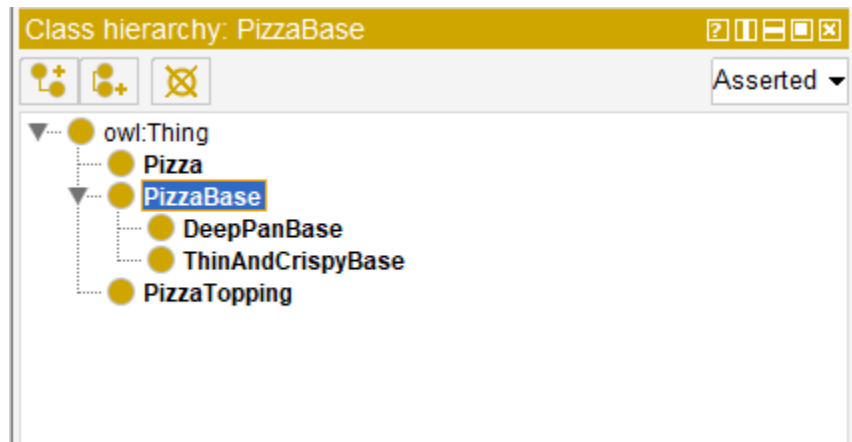 Class hierarchy: PizzaBase
Asserted
owl:Thing
Pizza
PizzaBase
DeepPanBase
ThinAndCrispyBase
PizzaTopping